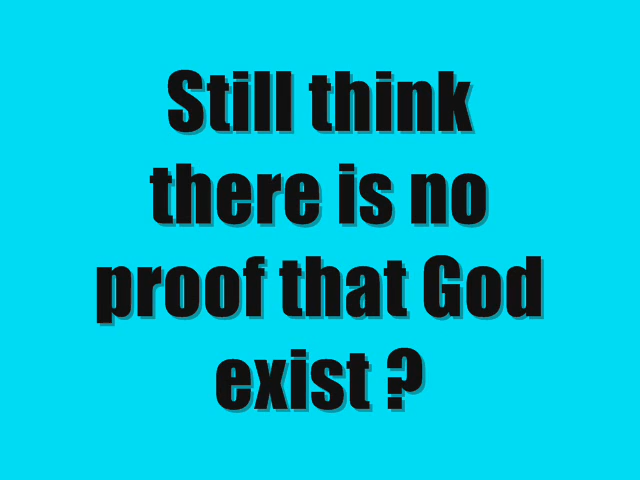 Still think
there is no
proof that God
exist ?